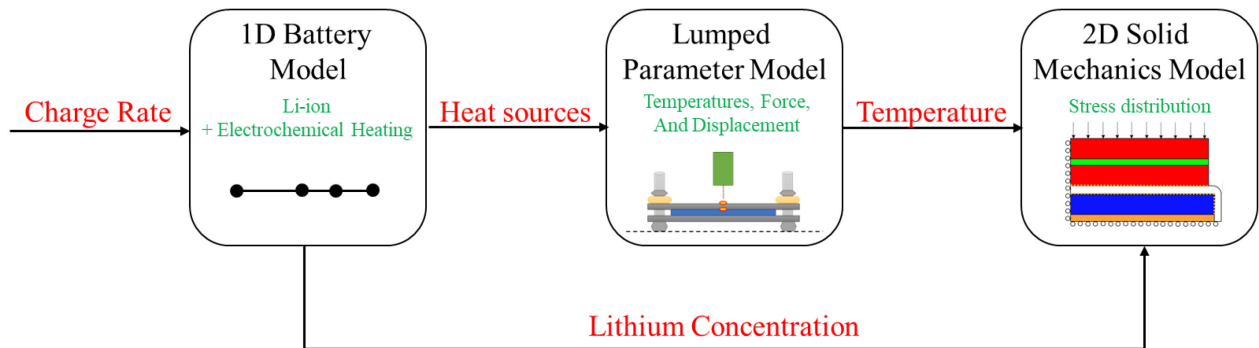 Charge Rate
1D Battery
Model
Li-ion
+ Electrochemical Heating
Heat sources
Lumped
Parameter Model
Temperatures, Force,
And Displacement
Temperature
2D Solid
Mechanics Model
Stress distribution
Lithium Concentration